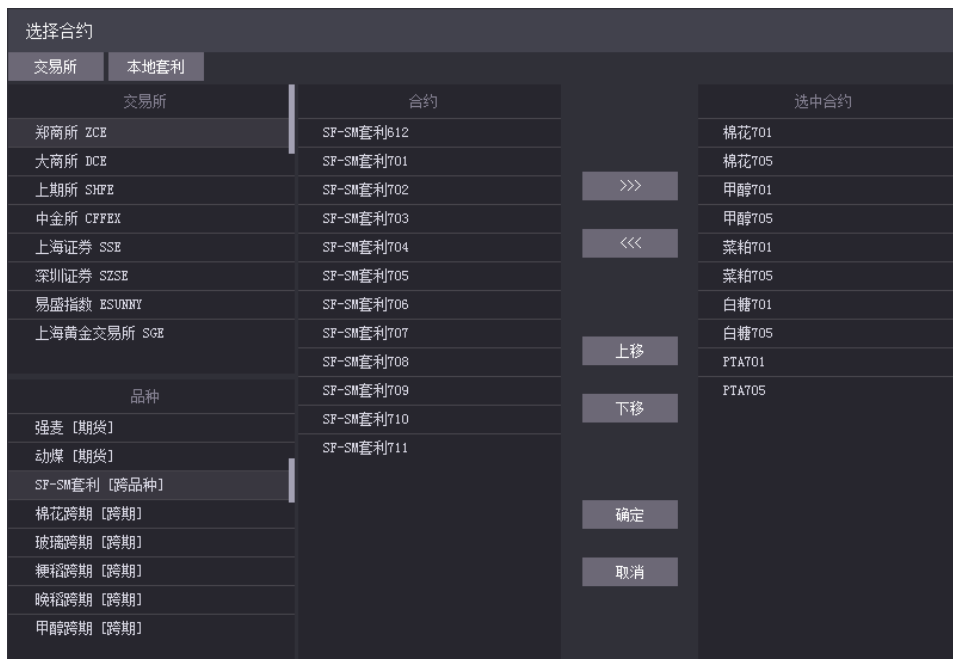 选择合约
交易所 本地套利
交易所
郑商所 ZCE
大商所 DCE
上期所 SHFE
中金所 CFFEX
上海证券 SSE
深圳证券 SZSE
易盛指数 ESUNNY
上海黄金交易所 SGE
品种
强麦 [期货]
动煤 [期货]
SF-SM套利 [跨品种]
棉花跨期 [跨期]
玻璃跨期 [跨期]
粳稻跨期 [跨期]
晚稻跨期 [跨期]
甲醇跨期 [跨期]
合约
SF-SM套利612
SF-SM套利701
SF-SM套利702
SF-SM套利703
SF-SM套利704
SF-SM套利705
SF-SM套利706
SF-SM套利707
SF-SM套利708
SF-SM套利709
SF-SM套利710
SF-SM套利711
>>>
<<<
上移
下移
确定
取消
选中合约
棉花701
棉花705
甲醇701
甲醇705
菜粕701
菜粕705
白糖701
白糖705
PTA701
PTA705